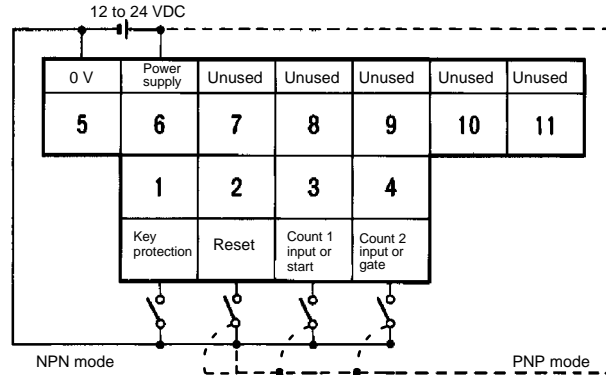 12 to 24 VDC
0 V
Power
supply
Unused
Unused
Unused
Unused
Unused
5 6 7 8 9 10 11
1 2 3 4
Key
protection
Reset
Count 1
input or
start
Count 2
input or
gate
NPN mode
PNP mode